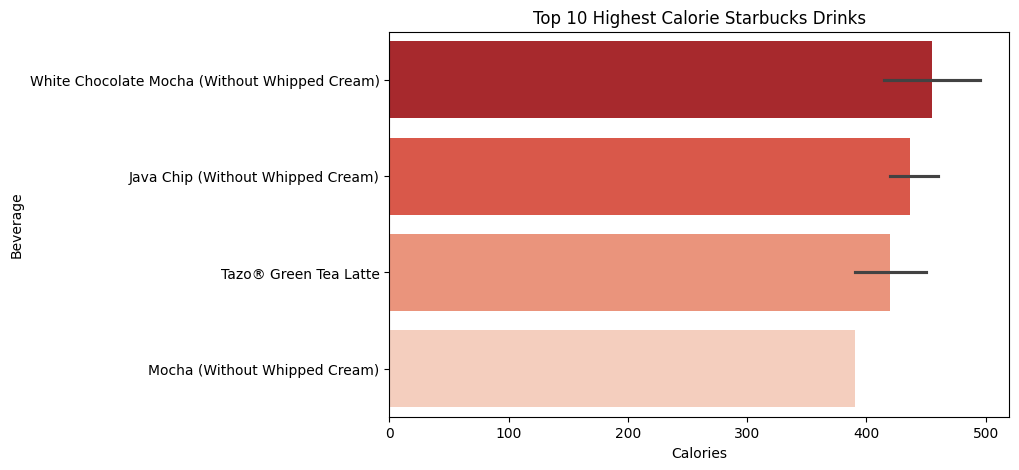 Top 10 Highest Calorie Starbucks Drinks
White Chocolate Mocha (Without Whipped Cream)
Java Chip (Without Whipped Cream)
Tazo® Green Tea Latte
Mocha (Without Whipped Cream)
Beverage
0 100 200 300 400 500
Calories